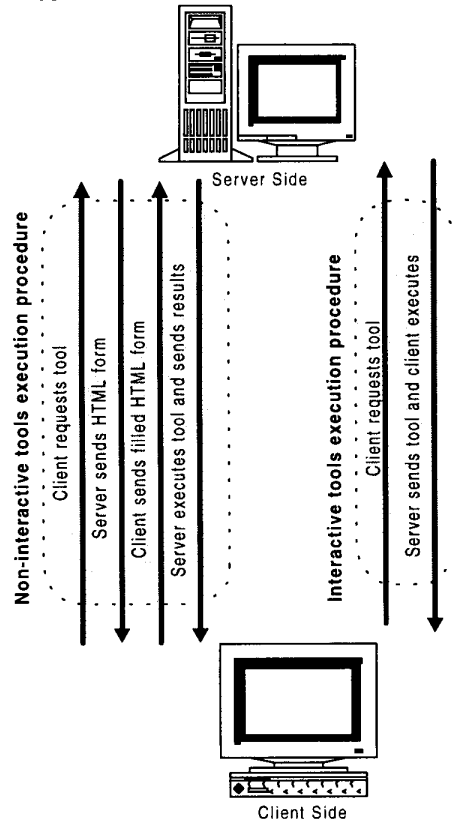 Server Side
Non-interactive tools execution procedure
Client requests tool
Server sends HTML form
Client sends filled HTML form
Server executes tool and sends results
Interactive tools execution procedure
Client requests tool
Server sends tool and client executes
Client Side